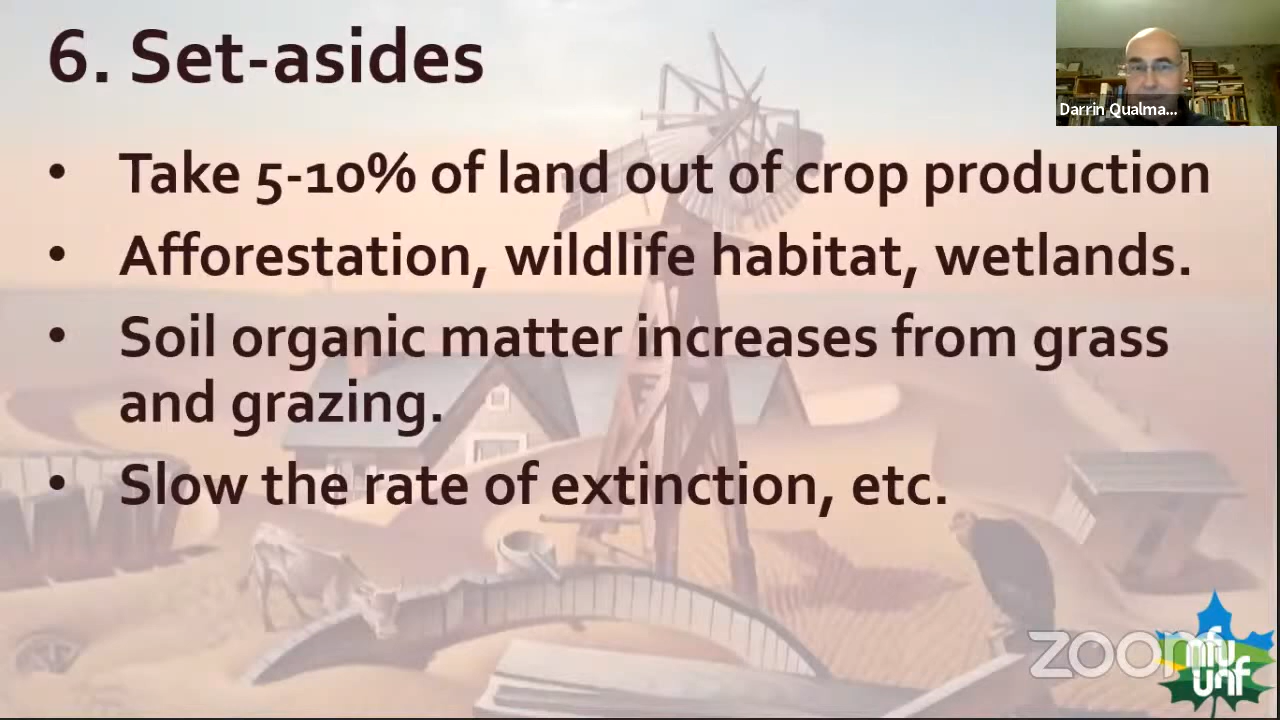 6. Set-asides
Darrin Qualma...
• Take 5-10% of land out of crop production
• Afforestation, wildlife habitat, wetlands.
• Soil organic matter increases from grass
and grazing.
• Slow the rate of extinction, etc.
zoom
nfu
unf